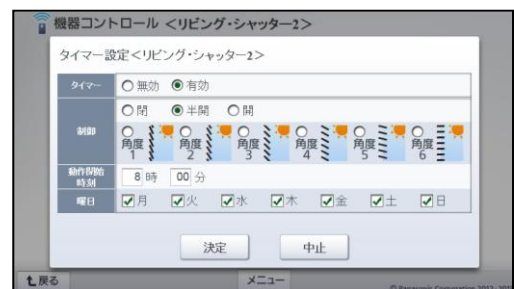 機器コントロール <リビング・シャッター2>
タイマー設定<リビング・シャッター2>
タイマー 無効 有効
閉 半開 開
制御
角度1 角度2 角度3 角度4 角度5 角度6
動作開始時刻 8 時 00 分
曜日 月 火 水 木 金 土 日
決定 中止
戻る メニュー